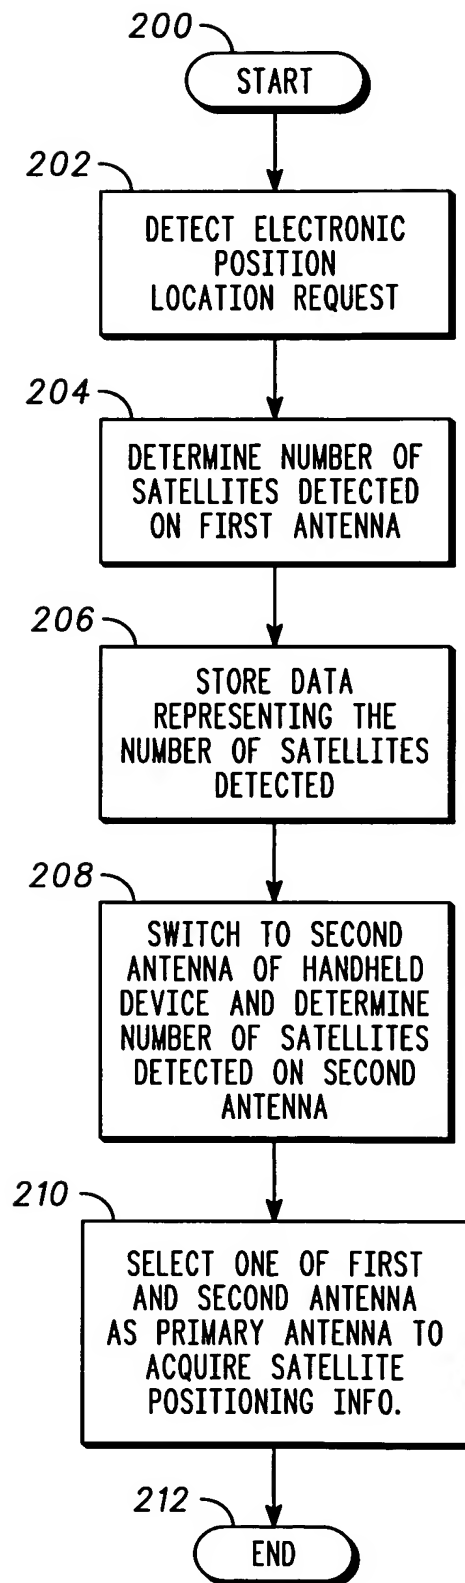 200
START
202
DETECT ELECTRONIC
POSITION
LOCATION REQUEST
204
DETERMINE NUMBER OF
SATELLITES DETECTED
ON FIRST ANTENNA
206
STORE DATA
REPRESENTING THE
NUMBER OF SATELLITES
DETECTED
208
SWITCH TO SECOND
ANTENNA OF HANDHELD
DEVICE AND DETERMINE
NUMBER OF SATELLITES
DETECTED ON SECOND
ANTENNA
210
SELECT ONE OF FIRST
AND SECOND ANTENNA
AS PRIMARY ANTENNA TO
ACQUIRE SATELLITE
POSITIONING INFO.
212
END